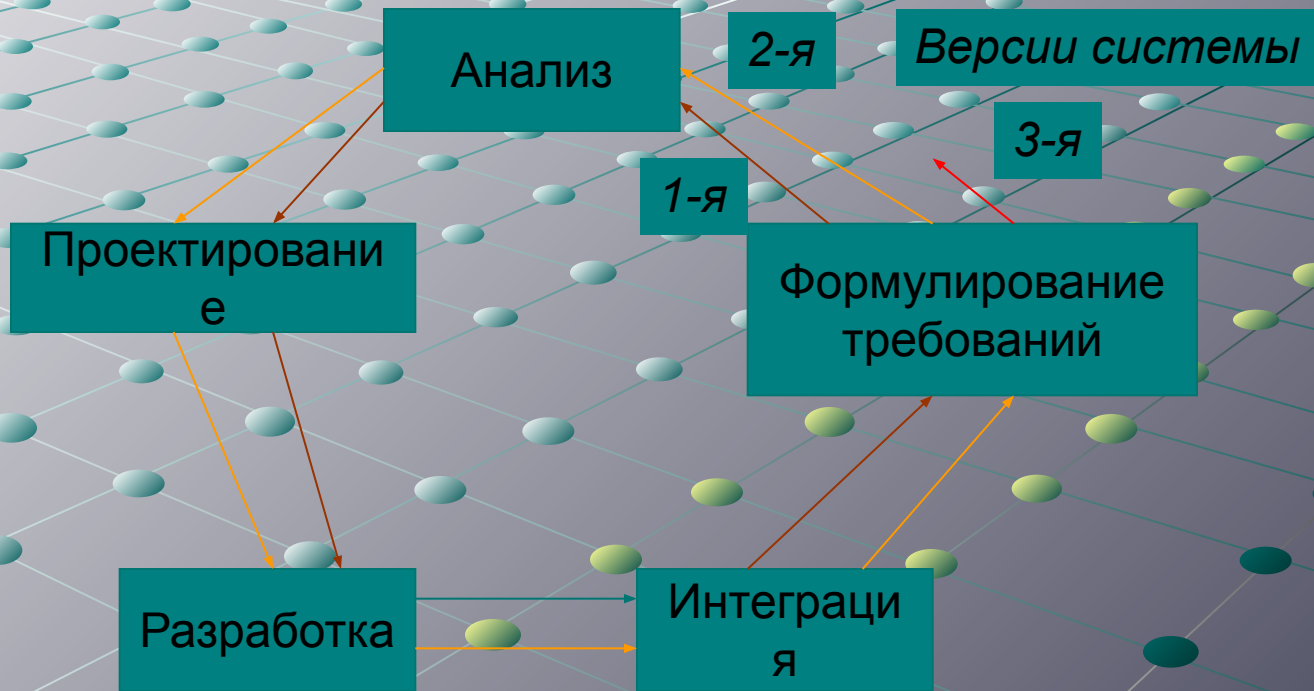 Анализ
2-я
Версии системы
3-я
1-я
Проектировани
е
Формулирование
требований
Разработка
Интеграци
я